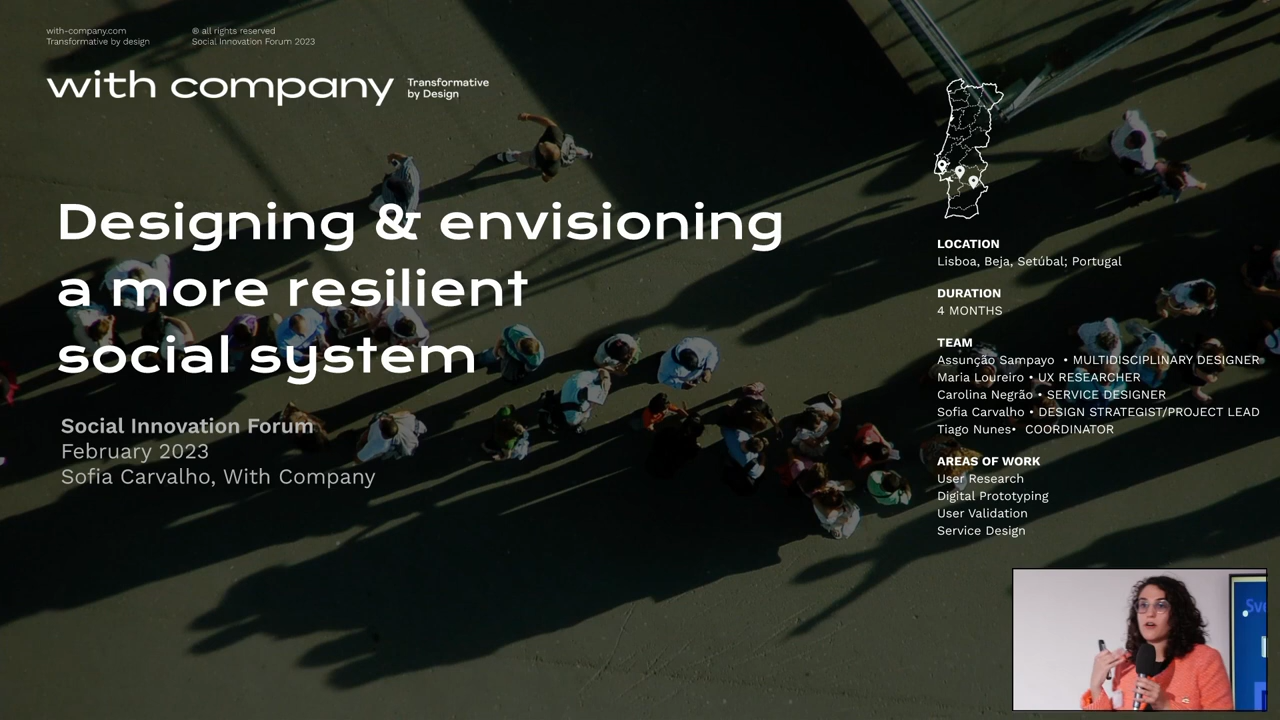 with-company.com
Transformative by design
® all rights reserved
Social Innovation Forum 2023
with company
Transformative
by Design
Designing & envisioning
a more resilient
social system
Social Innovation Forum
February 2023
Sofia Carvalho, With Company
LOCATION
Lisboa, Beja, Setúbal; Portugal
DURATION
4 MONTHS
TEAM
Assunção Sampayo • MULTIDISCIPLINARY DESIGNER
Maria Loureiro • UX RESEARCHER
Carolina Negrão • SERVICE DESIGNER
Sofia Carvalho • DESIGN STRATEGIST/PROJECT LEAD
Tiago Nunes• COORDINATOR
AREAS OF WORK
User Research
Digital Prototyping
User Validation
Service Design